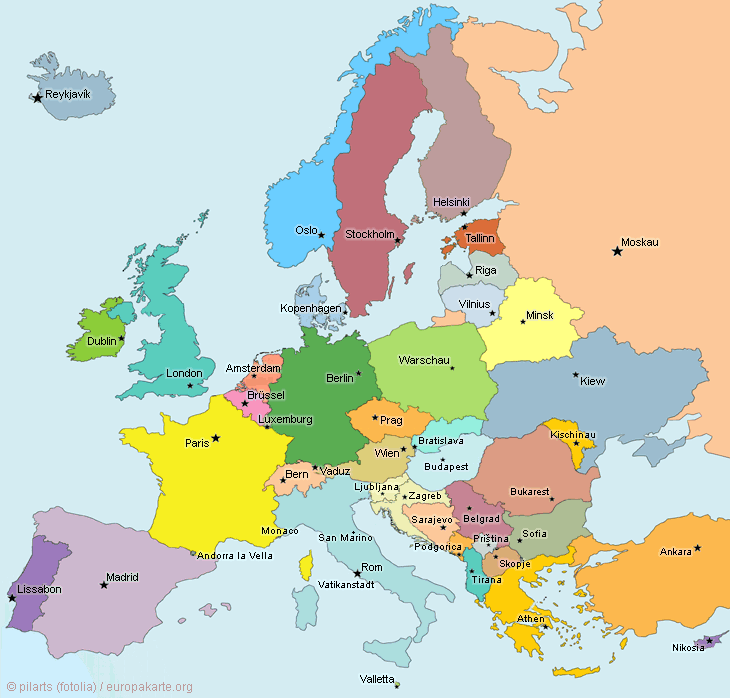 Reykjavík
Helsinki
Oslo
Stockholm
Tallinn
Moskau
Riga
Kopenhagen
Vilnius
Minsk
Dublin
London
Amsterdam
Berlin
Warschau
Kiew
Brüssel
Luxemburg
Prag
Paris
Bratislava
Kischinau
Wien
Budapest
Bern
Vaduz
Ljubljana
Zagreb
Bukarest
Monaco
San Marino
Sarajevo
Belgrad
Sofia
Priština
Podgorica
Andorra la Vella
Skopje
Ankara
Rom
Tirana
Vatikanstadt
Lissabon
Madrid
Athen
Nikosia
Valletta
© pilarts (fotolia) / europakarte.org